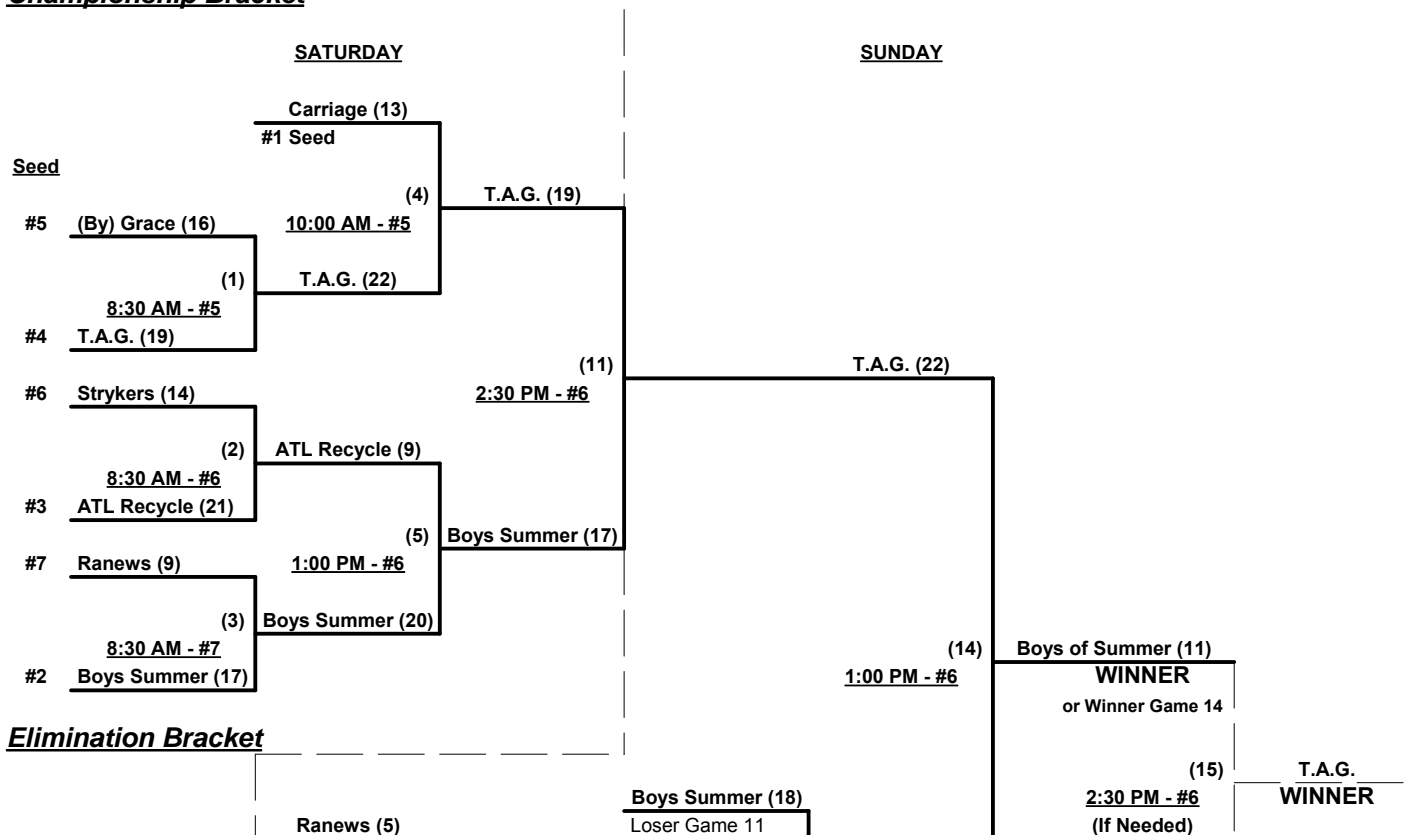 Championship Bracket
SATURDAY
SUNDAY
Carriage (13)
#1 Seed
Seed
(4)
T.A.G. (19)
#5
(By) Grace (16)
10:00 AM - #5
(1)
T.A.G. (22)
8:30 AM - #5
#4
T.A.G. (19)
(11)
T.A.G. (22)
#6
Strykers (14)
2:30 PM - #6
(2)
ATL Recycle (9)
8:30 AM - #6
#3
ATL Recycle (21)
(5)
Boys Summer (17)
#7
Ranews (9)
1:00 PM - #6
(3)
Boys Summer (20)
8:30 AM - #7
(14)
Boys of Summer (11)
#2
Boys Summer (17)
1:00 PM - #6
WINNER
or Winner Game 14
Elimination Bracket
(15)
T.A.G.
Boys Summer (18)
2:30 PM - #6
WINNER
Ranews (5)
Loser Game 11
(If Needed)